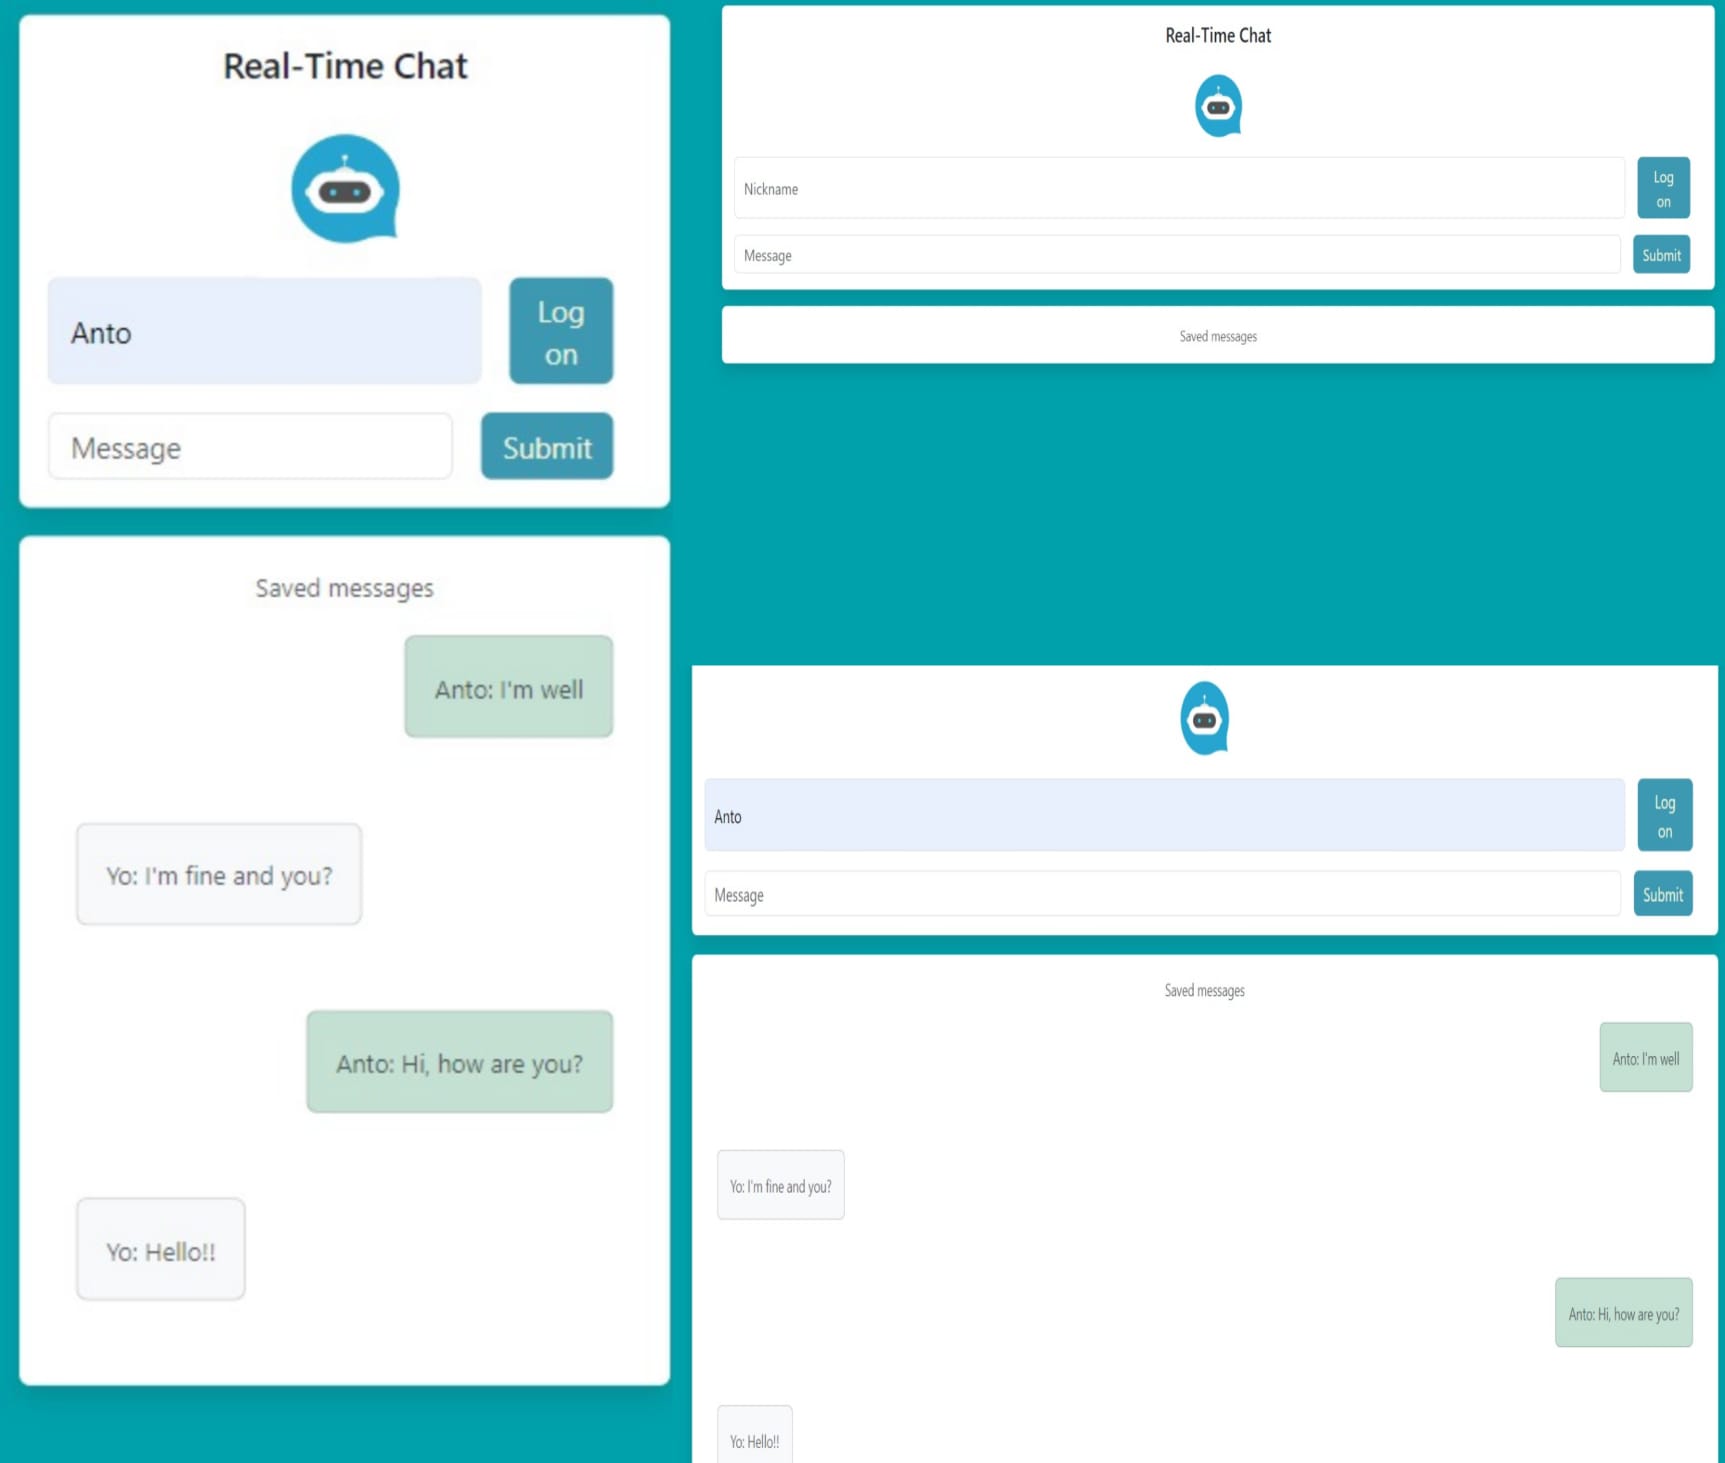 Real-Time Chat
Anto
Log
on
Message
Submit
Saved messages
Anto: I'm well
Yo: I'm fine and you?
Anto: Hi, how are you?
Yo: Hello!!
Real-Time Chat
Nickname
Log
on
Message
Submit
Saved messages
Anto
Log
on
Message
Submit
Saved messages
Anto: I'm well
Yo: I'm fine and you?
Anto: Hi, how are you?
Yo: Hello!!